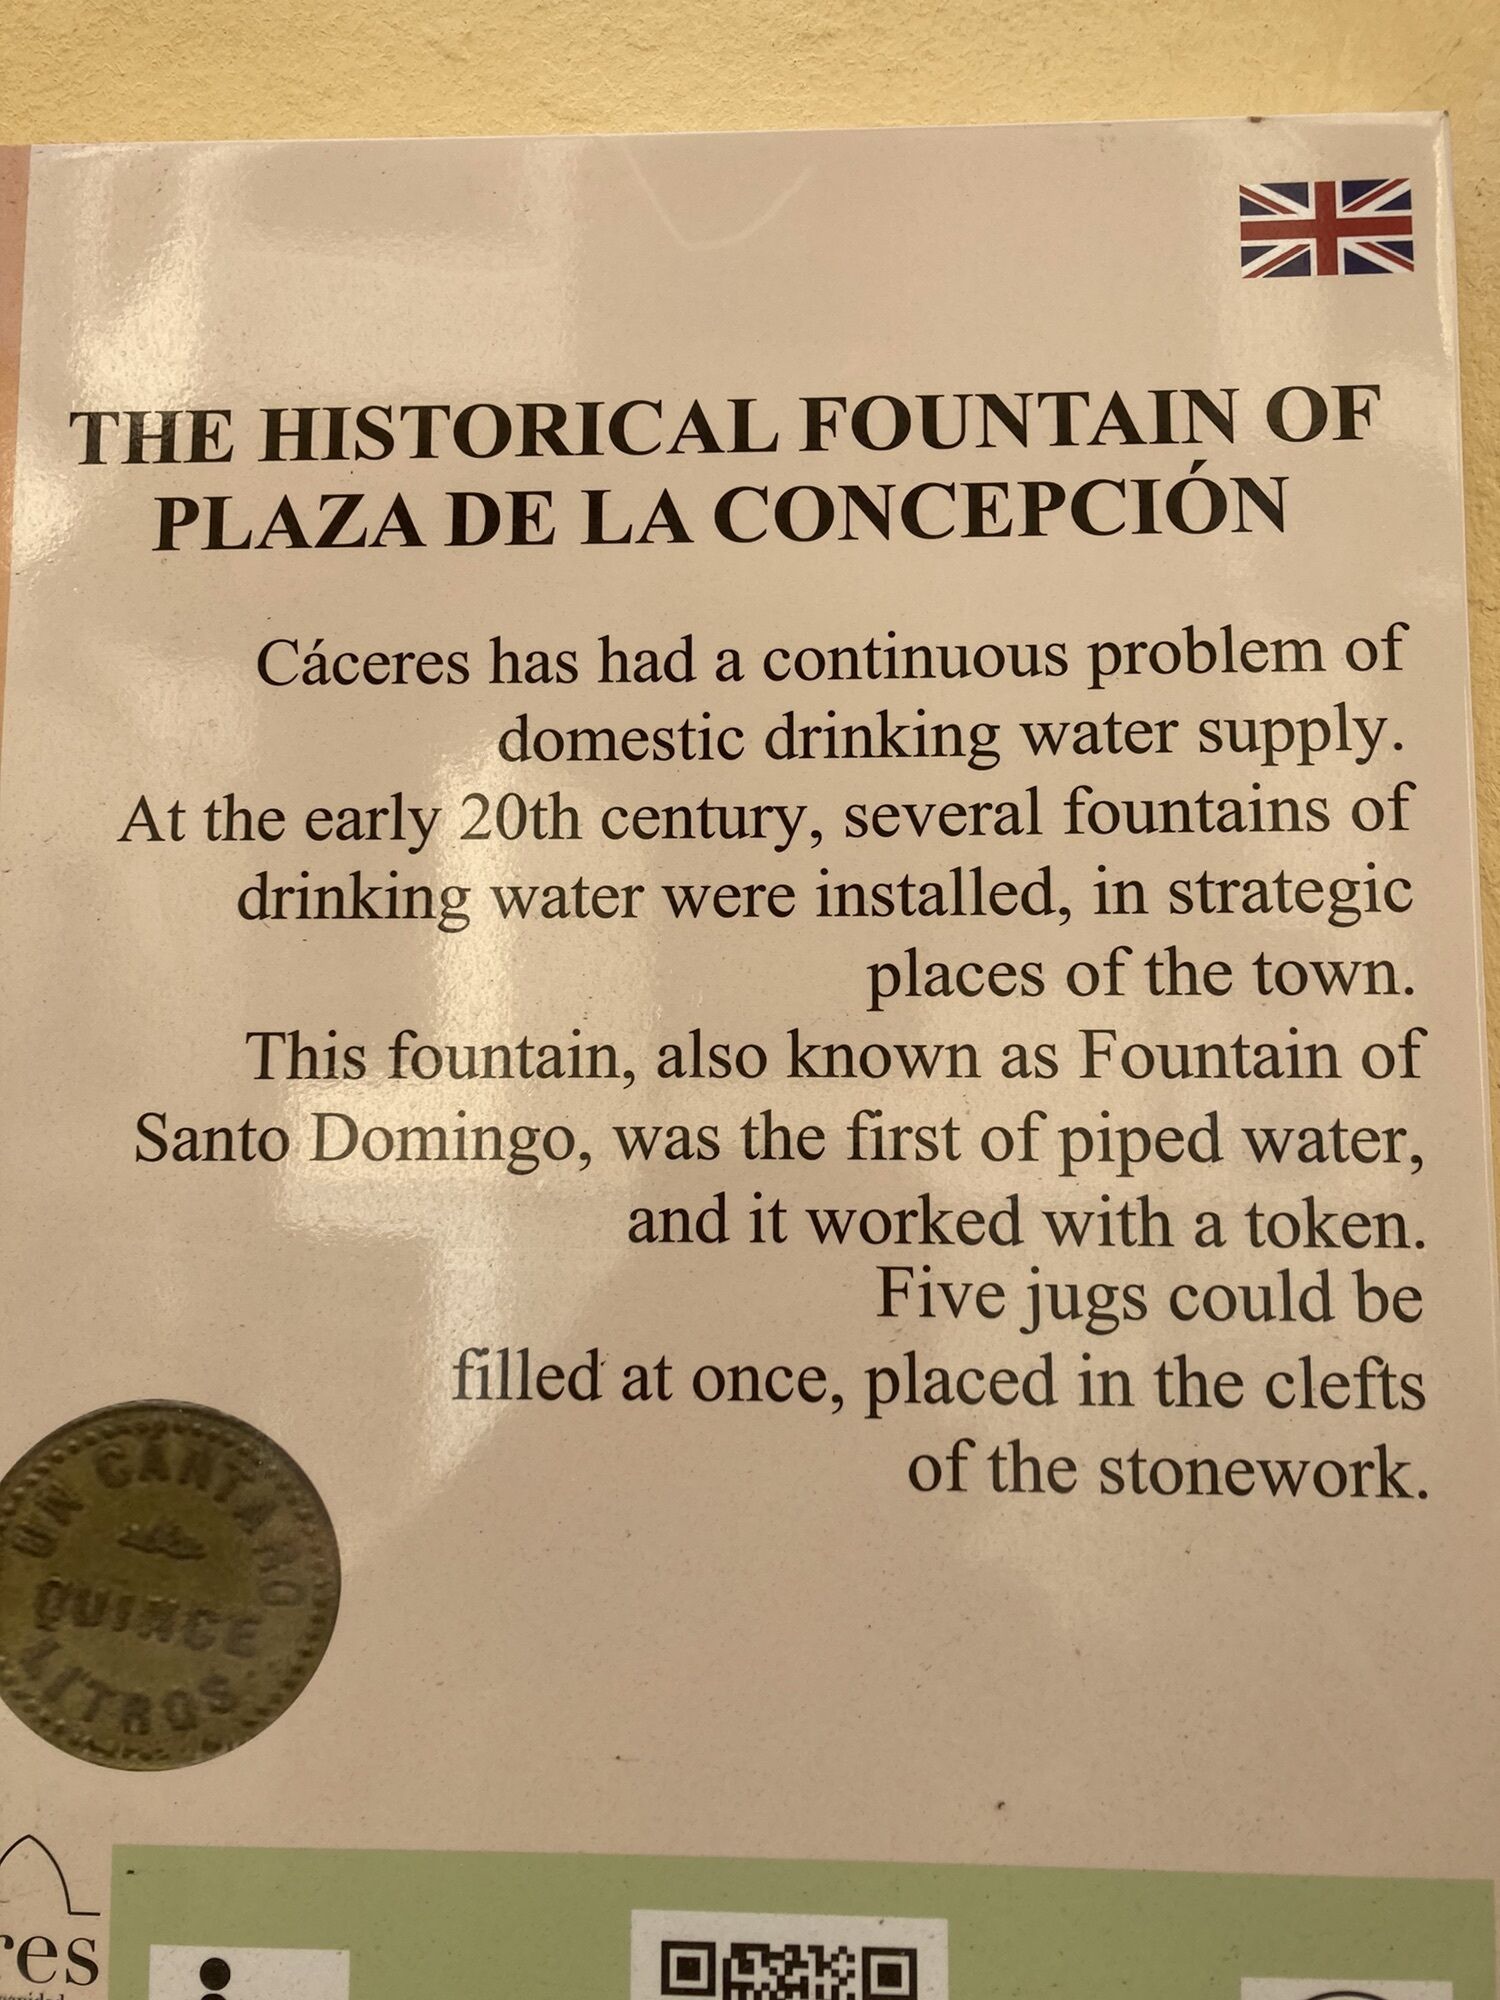 THE HISTORICAL FOUNTAIN OF
PLAZA DE LA CONCEPCIÓN
Cáceres has had a continuous problem of
domestic drinking water supply.
At the early 20th century, several fountains of
drinking water were installed, in strategic
places of the town.
This fountain, also known as Fountain of
Santo Domingo, was the first of piped water,
and it worked with a token.
Five jugs could be
filled at once, placed in the clefts
of the stonework.
UN CANTARO
QUINCE
LITROS
res